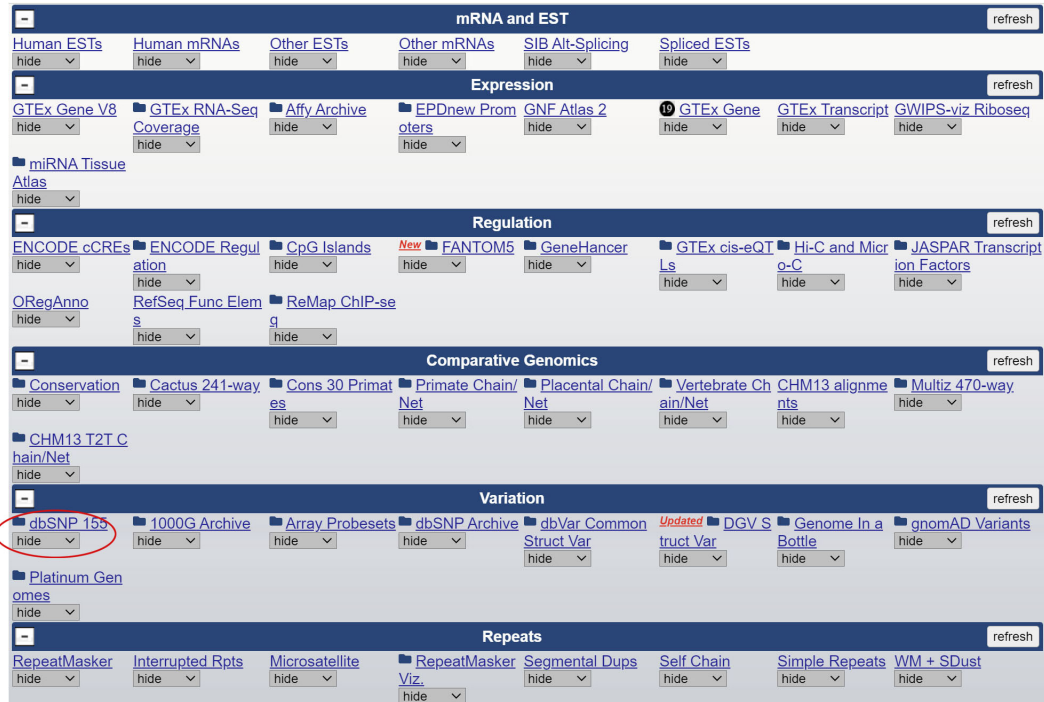 - mRNA and EST refresh
Human ESTs Human mRNAs Other ESTs Other mRNAs SIB Alt-Splicing Spliced ESTs
hide hide hide hide hide hide
- Expression refresh
GTEx Gene V8 GTEx RNA-Seq Affy Archive EPDnew Prom GNF Atlas 2 19 GTEx Gene GTEx Transcript GWIPS-viz Riboseq
hide Coverage hide oters hide hide hide hide
hide hide
miRNA Tissue
Atlas
hide
- Regulation refresh
ENCODE cCREs ENCODE Regul CpG Islands New FANTOM5 GeneHancer GTEx cis-eQT Hi-C and Micr JASPAR Transcript
hide ation hide hide hide Ls o-C ion Factors
hide hide hide hide
ORegAnno RefSeq Func Elem ReMap ChIP-se
hide s q
hide hide
- Comparative Genomics refresh
Conservation Cactus 241-way Cons 30 Primat Primate Chain/ Placental Chain/ Vertebrate Ch CHM13 alignme Multiz 470-way
hide hide es Net Net ain/Net nts hide
hide hide hide hide hide
CHM13 T2T C
hain/Net
hide
- Variation refresh
dbSNP 155 1000G Archive Array Probesets dbSNP Archive dbVar Common Updated DGV S Genome In a gnomAD Variants
hide hide hide hide Struct Var truct Var Bottle hide
hide hide hide
Platinum Gen
omes
hide
- Repeats refresh
RepeatMasker Interrupted Rpts Microsatellite RepeatMasker Segmental Dups Self Chain Simple Repeats WM + SDust
hide hide hide Viz. hide hide hide hide
hide